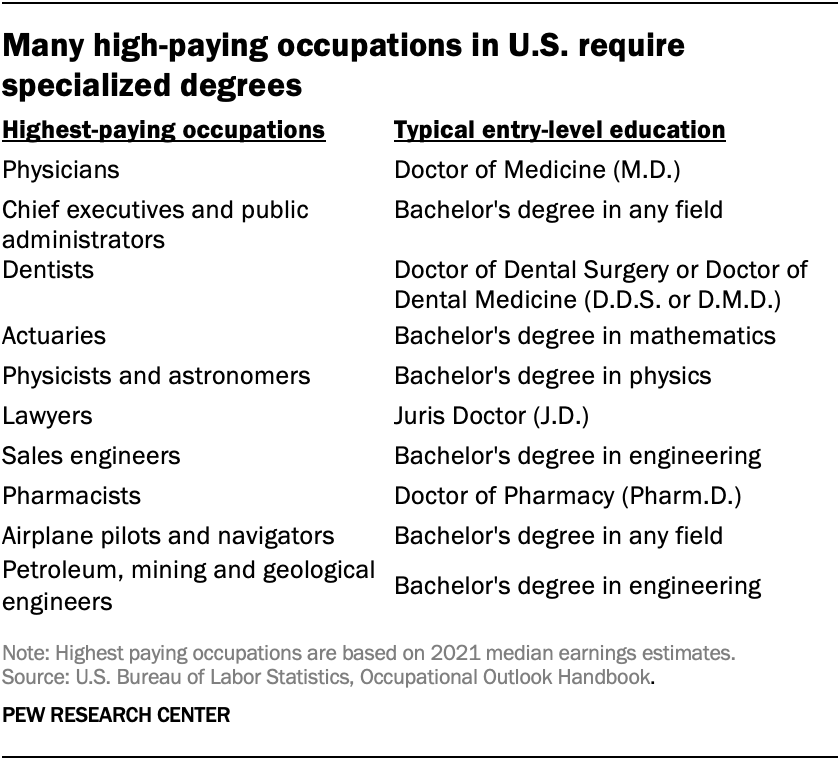 Many high-paying occupations in U.S. require
specialized degrees
Highest-paying occupations Typical entry-level education
Physicians Doctor of Medicine (M.D.)
Chief executives and public Bachelor's degree in any field
administrators
Dentists Doctor of Dental Surgery or Doctor of
Dental Medicine (D.D.S. or D.M.D.)
Actuaries Bachelor's degree in mathematics
Physicists and astronomers Bachelor's degree in physics
Lawyers Juris Doctor (J.D.)
Sales engineers Bachelor's degree in engineering
Pharmacists Doctor of Pharmacy (Pharm.D.)
Airplane pilots and navigators Bachelor's degree in any field
Petroleum, mining and geological
engineers
Bachelor's degree in engineering
Note: Highest paying occupations are based on 2021 median earnings estimates.
Source: U.S. Bureau of Labor Statistics, Occupational Outlook Handbook.
PEW RESEARCH CENTER